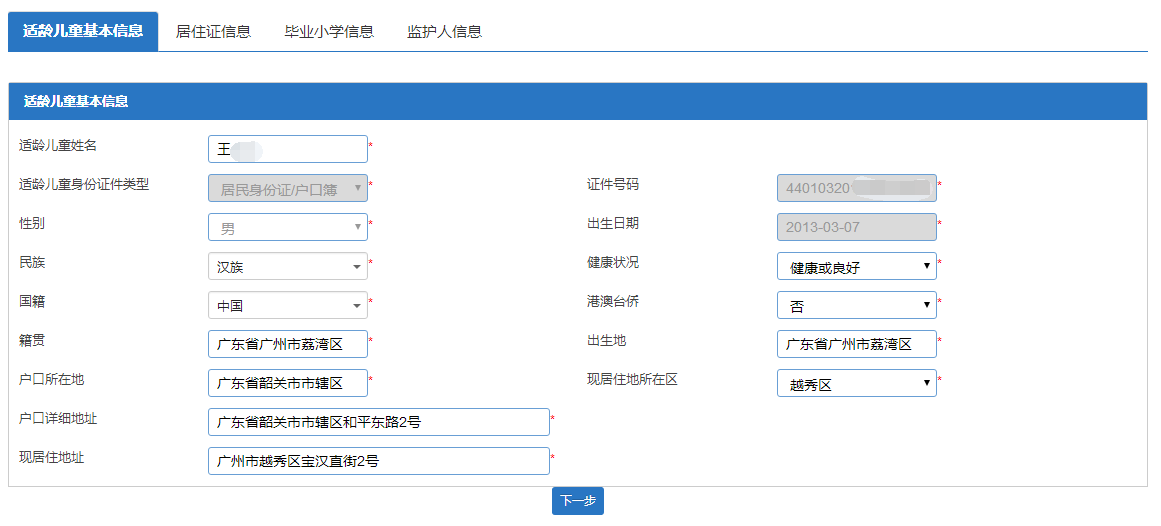 适龄儿童基本信息 居住证信息 毕业小学信息 监护人信息
适龄儿童基本信息
适龄儿童姓名 王 *
适龄儿童身份证件类型 居民身份证/户口簿 * 证件号码 44010320 *
性别 男 * 出生日期 2013-03-07 *
民族 汉族 * 健康状况 健康或良好 *
国籍 中国 * 港澳台侨 否 *
籍贯 广东省广州市荔湾区 * 出生地 广东省广州市荔湾区 *
户口所在地 广东省韶关市市辖区 * 现居住地所在区 越秀区 *
户口详细地址 广东省韶关市市辖区和平东路2号 *
现居住地址 广州市越秀区宝汉直街2号 *
下一步